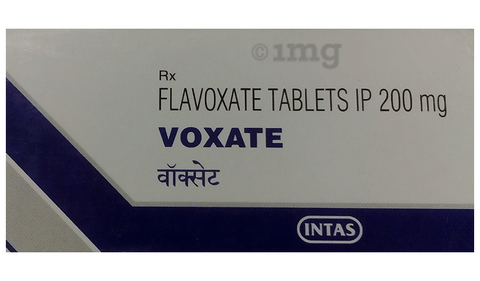 ©1mg
Rx
FLAVOXATE TABLETS IP 200 mg
VOXATE
वॉक्सेट
INTAS